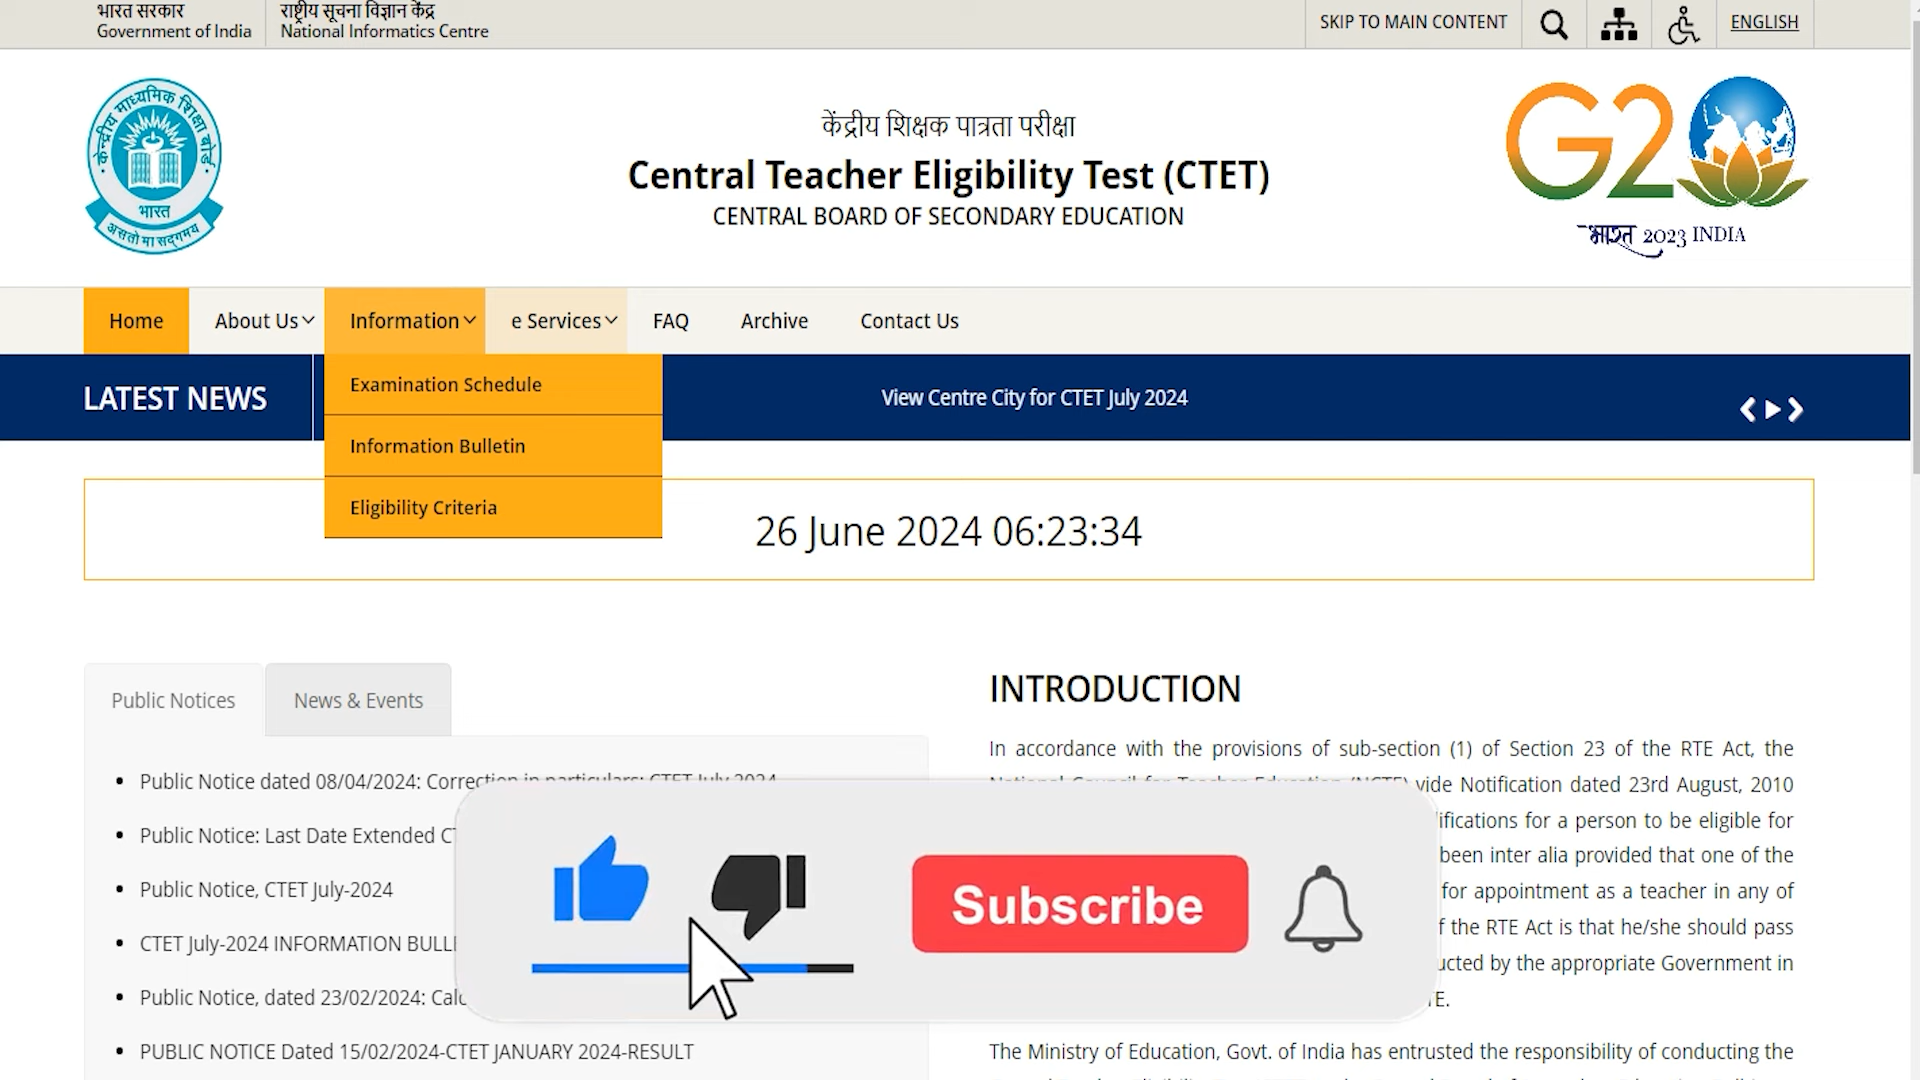 भारत सरकार
Government of India
राष्ट्रीय सूचना विज्ञान केंद्र
National Informatics Centre
SKIP TO MAIN CONTENT
ENGLISH
केन्द्रीय माध्यमिक शिक्षा बोर्ड
भारत
असतो मा सद्गमय
केंद्रीय शिक्षक पात्रता परीक्षा
Central Teacher Eligibility Test (CTET)
CENTRAL BOARD OF SECONDARY EDUCATION
G20
भारत 2023 INDIA
Home
About Us
Information
e Services
FAQ
Archive
Contact Us
Examination Schedule
Information Bulletin
Eligibility Criteria
LATEST NEWS
View Centre City for CTET July 2024
26 June 2024 06:23:34
Public Notices
News & Events
Public Notice dated 08/04/2024: Correction in particulars: CTET July 2024
Public Notice: Last Date Extended
Public Notice, CTET July-2024
CTET July-2024 INFORMATION
Public Notice, dated 23/02/2024:
PUBLIC NOTICE Dated 15/02/2024-CTET JANUARY 2024-RESULT
INTRODUCTION
In accordance with the provisions of sub-section (1) of Section 23 of the RTE Act, the
National Council for Teacher Education (NCTE) vide Notification dated 23rd August, 2010
for a person to be eligible for
been inter alia provided that one of the
for appointment as a teacher in any of
the RTE Act is that he/she should pass
by the appropriate Government in
The Ministry of Education, Govt. of India has entrusted the responsibility of conducting the
Subscribe